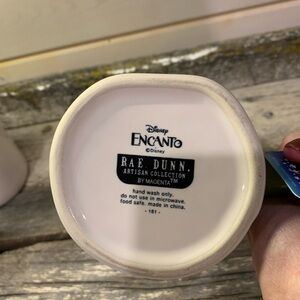 Disney
ENCANTO
©Disney
RAE DUNN.
ARTISAN COLLECTION
BY MAGENTA™
hand wash only.
do not use in microwave.
food safe. made in china.
- 181 -